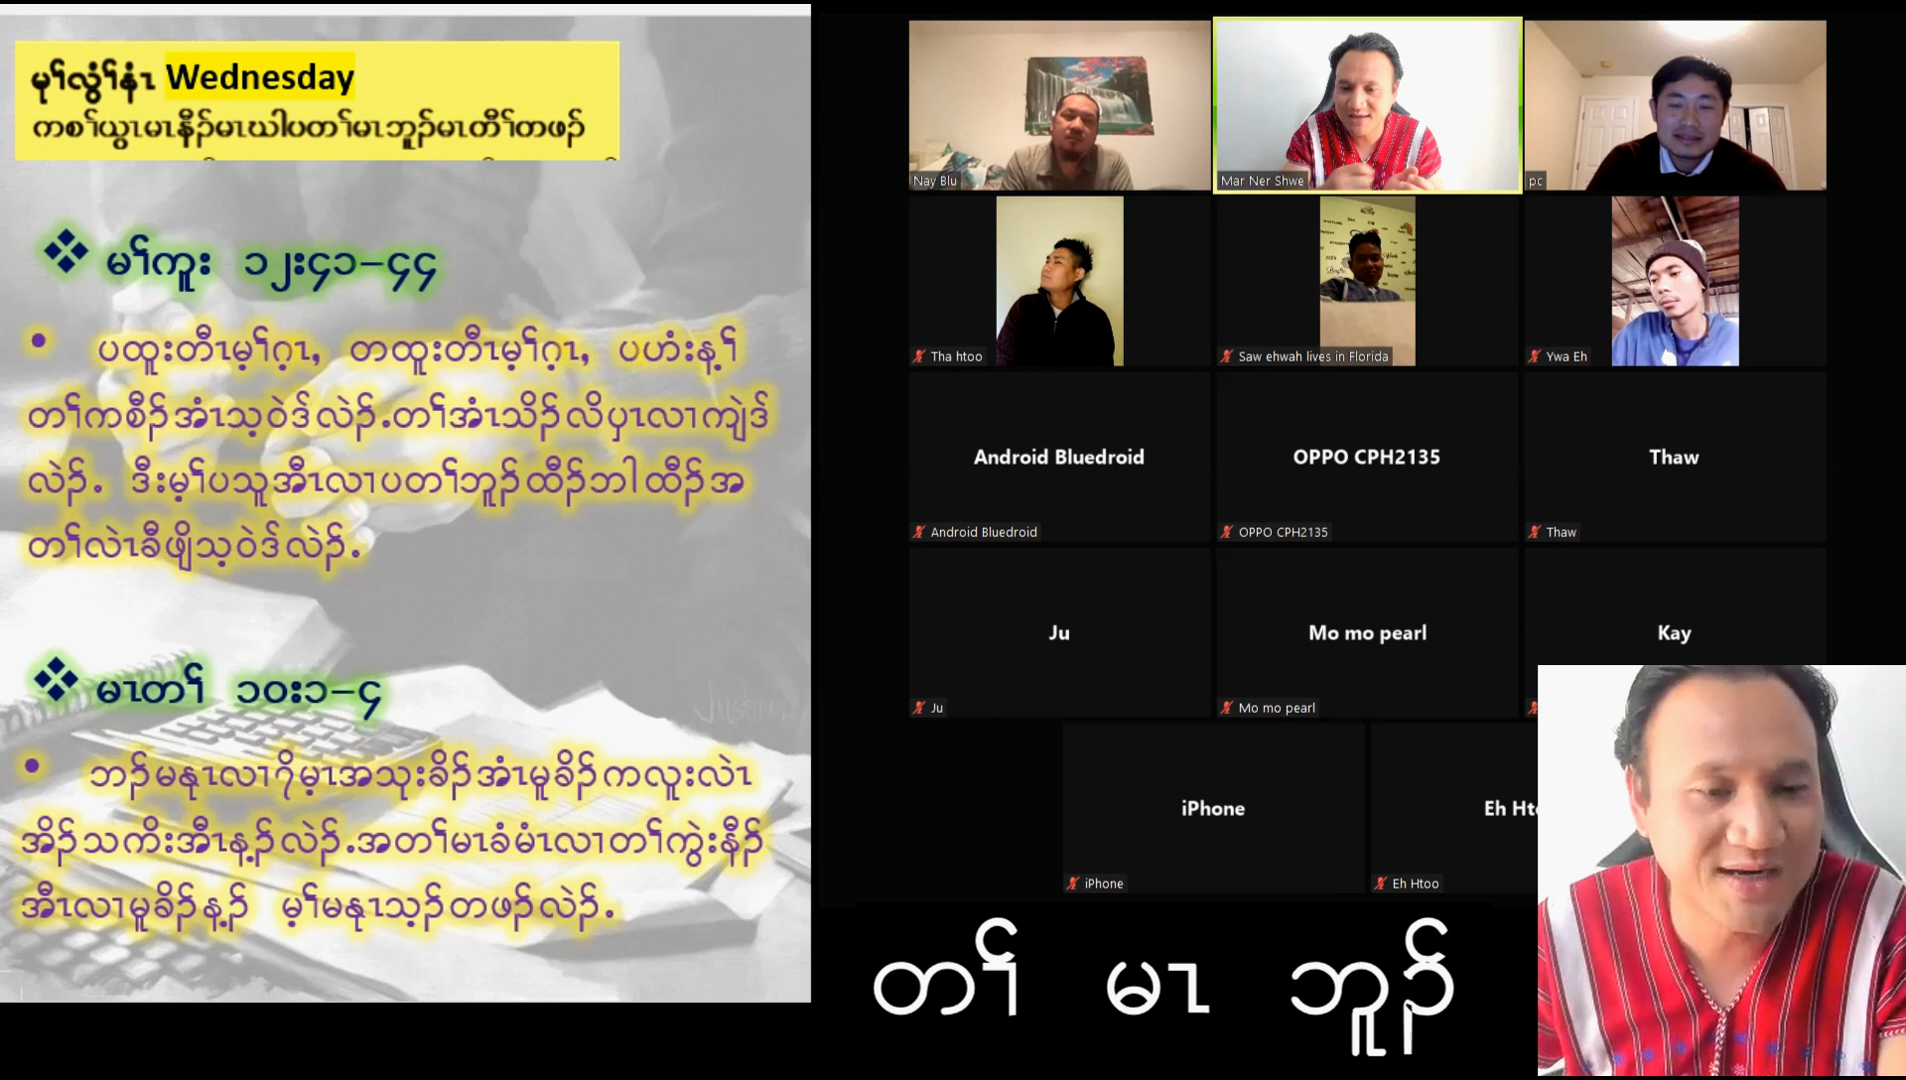 မုၢ်လွံၢ်နံၤ Wednesday
ကစၢ်ယွၤမၤနီၣ်မၤဃါပတၢ်မၤဘူၣ်မၤတီၢ်တဖၣ်
❖ မၢ်ကူး ၁၂း၄၁–၄၄
• ပထူးတီၤမ့ၢ်ဂ့ၤ, တထူးတီၤမ့ၢ်ဂ့ၤ, ပဟံးန့ၢ်
တၢ်ကစီၣ်အံၤသ့ဝဲဒ်လဲၣ်.တၢ်အံၤသိၣ်လိပှၤလၢကျဲဒ်
လဲၣ်. ဒီးမ့ၢ်ပသူအီၤလၢပတၢ်ဘူၣ်ထီၣ်ဘါထီၣ်အ
တၢ်လဲၤခီဖျိသ့ဝဲဒ်လဲၣ်.
❖ မၤတၢ် ၁၀း၁–၄
• ဘၣ်မနုၤလၢရိမ့ၤအသုးခိၣ်အံၤမူခိၣ်ကလူးလဲၤ
အိၣ်သကိးအီၤန့ၣ်လဲၣ်.အတၢ်မၤခံမံၤလၢတၢ်ကွဲးနီၣ်
အီၤလၢမူခိၣ်န့ၣ် မ့ၢ်မနုၤသ့ၣ်တဖၣ်လဲၣ်.
Nay Blu
Mar Ner Shwe
pc
Tha htoo
Saw ehwah lives in Florida
Ywa Eh
Android Bluedroid
OPPO CPH2135
Thaw
Android Bluedroid
OPPO CPH2135
Thaw
Ju
Mo mo pearl
Kay
Ju
Mo mo pearl
iPhone
Eh Hto
iPhone
Eh Htoo
တၢ် မၤ ဘူၣ်